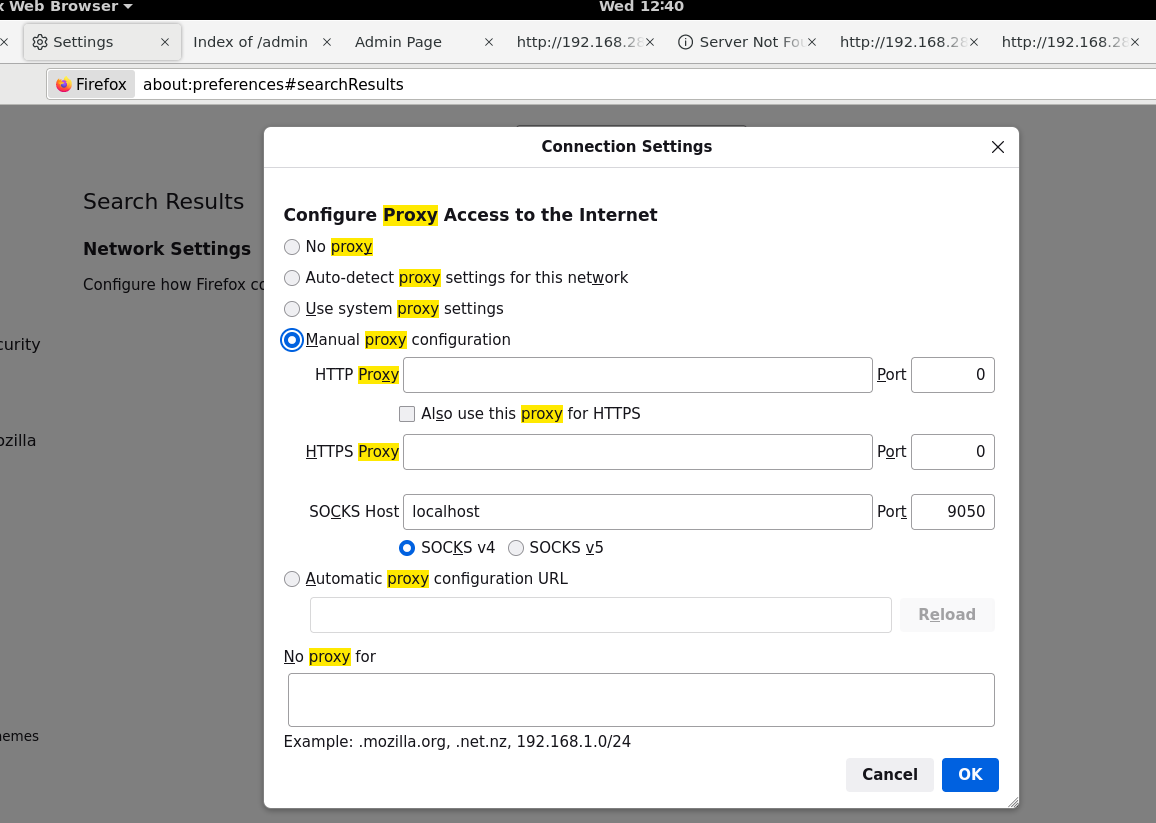 x Web Browser
Wed 12:40
Settings
Index of /admin
Admin Page
http://192.168.28
Server Not Fou
http://192.168.28
http://192.168.28
Firefox
about:preferences#searchResults
Connection Settings
Search Results
Network Settings
Configure how Firefox co
curity
ozilla
hemes
Configure Proxy Access to the Internet
No proxy
Auto-detect proxy settings for this network
Use system proxy settings
Manual proxy configuration
HTTP Proxy
Port
0
Also use this proxy for HTTPS
HTTPS Proxy
Port
0
SOCKS Host
localhost
Port
9050
SOCKS v4
SOCKS v5
Automatic proxy configuration URL
Reload
No proxy for
Example: .mozilla.org, .net.nz, 192.168.1.0/24
Cancel
OK